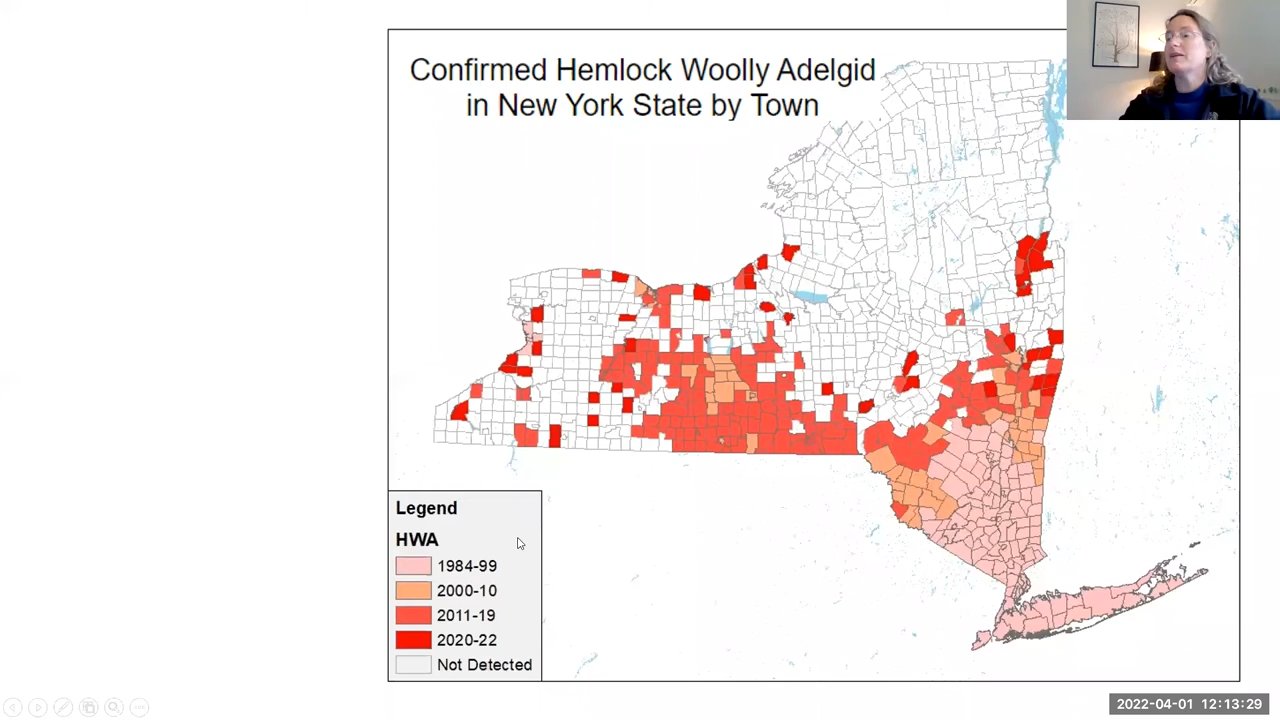 Confirmed Hemlock Woolly Adelgid
in New York State by Town
Legend
HWA
1984-99
2000-10
2011-19
2020-22
Not Detected
2022-04-01 12:13:29